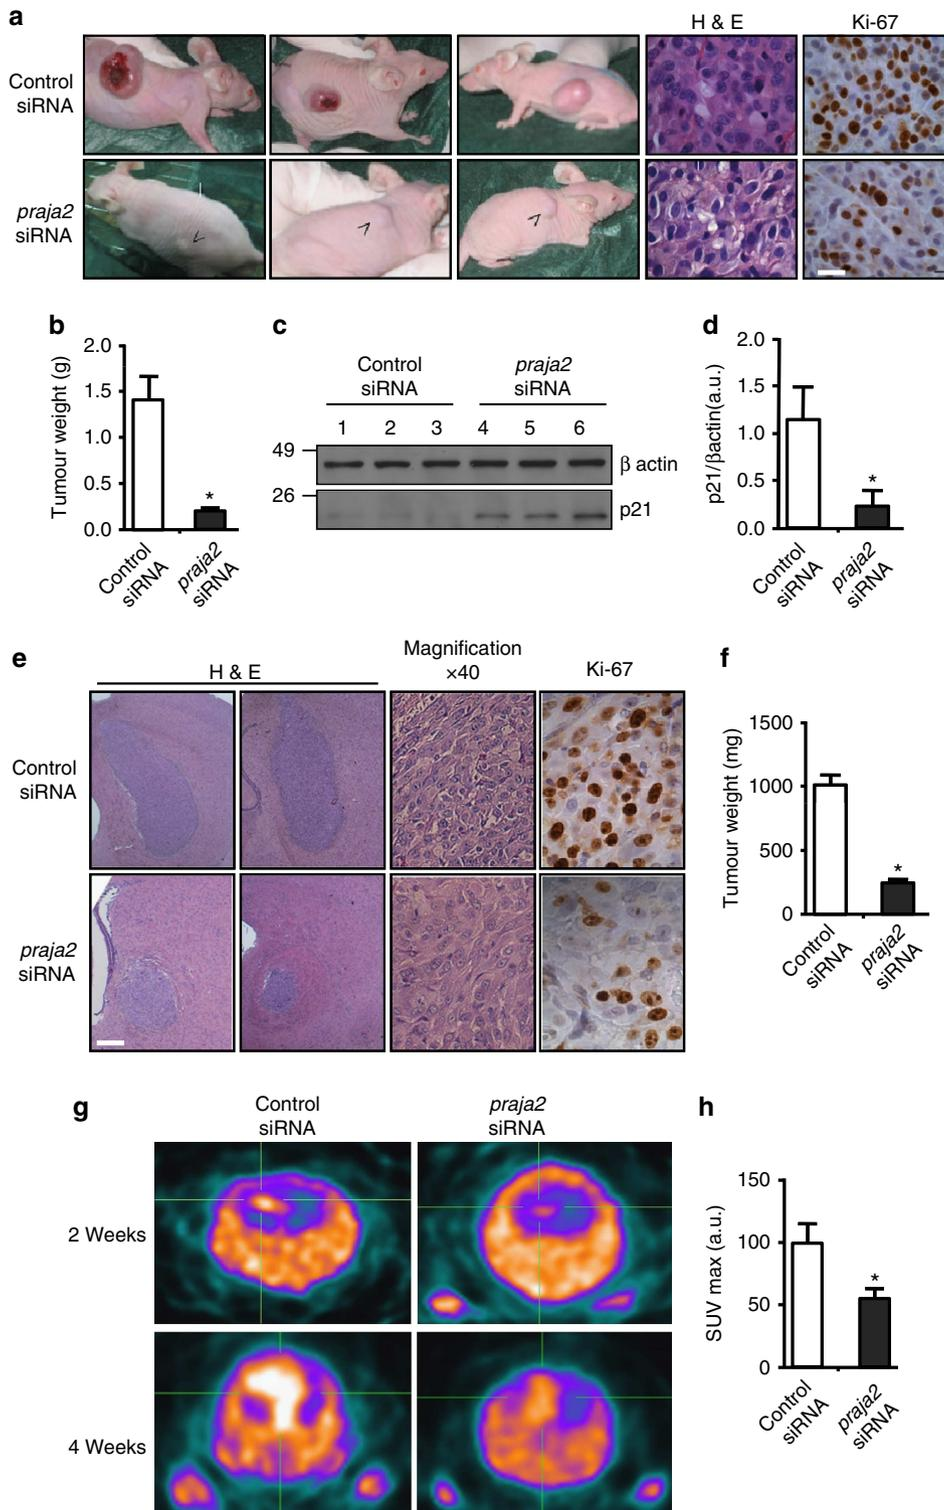 a
H & E
Ki-67
Control
siRNA
praja2
siRNA
b
Tumour weight (g)
2.0
1.5
1.0
0.5
0.0
*
Control
siRNA
praja2
siRNA
c
Control
siRNA
praja2
siRNA
1 2 3 4 5 6
49
β actin
26
p21
d
p21/βactin(a.u.)
2.0
1.5
1.0
0.5
0.0
*
Control
siRNA
praja2
siRNA
e
H & E
Magnification
×40
Ki-67
Control
siRNA
praja2
siRNA
f
Tumour weight (mg)
1500
1000
500
0
*
Control
siRNA
praja2
siRNA
g
Control
siRNA
praja2
siRNA
2 Weeks
4 Weeks
h
SUV max (a.u.)
150
100
50
0
*
Control
siRNA
praja2
siRNA